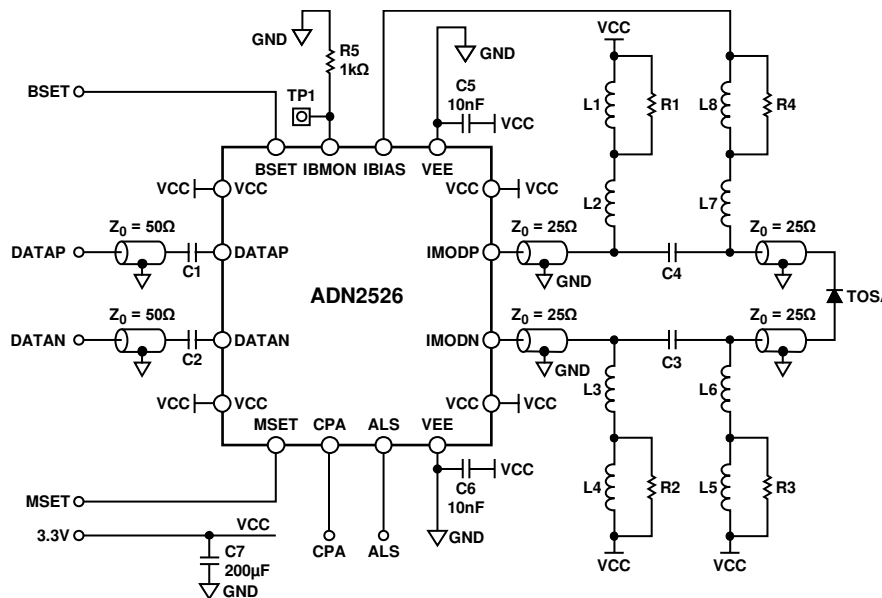 GND
R5
1kΩ
TP1
BSET
GND
C5
10nF
VCC
VCC
L1
R1
L8
R4
BSET
IBMON
IBIAS
VEE
VCC
VCC
VCC
VCC
L2
L7
Z0 = 50Ω
DATAP
C1
DATAP
IMODP
Z0 = 25Ω
GND
C4
Z0 = 25Ω
ADN2526
TOSA
Z0 = 50Ω
DATAN
C2
DATAN
IMODN
Z0 = 25Ω
GND
C3
Z0 = 25Ω
VCC
VCC
VCC
VCC
L3
L6
MSET
CPA
ALS
VEE
C6
10nF
VCC
L4
R2
L5
R3
MSET
3.3V
VCC
C7
200µF
GND
CPA
ALS
GND
VCC
VCC